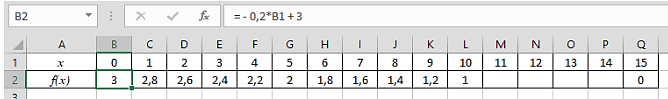 B2 fx =- 0,2*B1 + 3
A B C D E F G H I J K L M N O P Q
1 x 0 1 2 3 4 5 6 7 8 9 10 11 12 13 14 15
2 f(x) 3 2,8 2,6 2,4 2,2 2 1,8 1,6 1,4 1,2 1 0
3